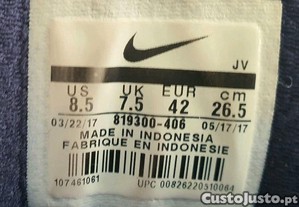 JV
US UK EUR cm
8.5 7.5 42 26.5
03/22/17 819300-406 05/17/17
MADE IN INDONESIA
FABRIQUE EN INDONESIE
107461061
UPC 00826220510064
CustoJusto.pt